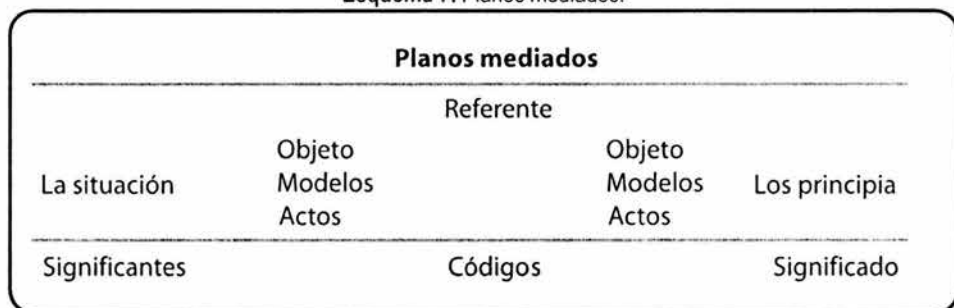 Planos mediados
Referente
Objeto Objeto
La situación Modelos Modelos Los principia
Actos Actos
Significantes Códigos Significado